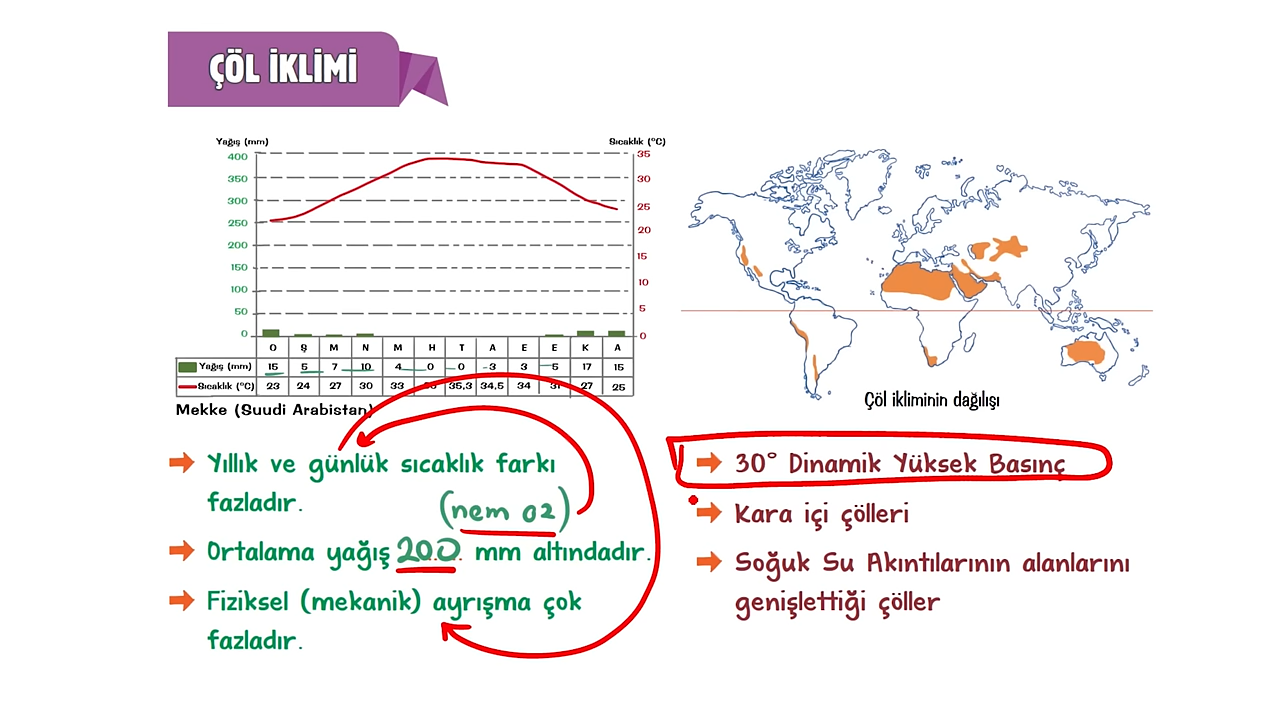 ÇÖL İKLİMİ
Yağış (mm)
Sıcaklık (°C)
400
350
300
250
200
150
100
50
0
35
30
25
20
15
10
5
0
O Ş M N M H T A E E K A
Yağış (mm) 15 5 7 10 4 0 0 3 3 5 17 15
Sıcaklık (°C) 23 24 27 30 33 35,3 34,5 34 31 27 25
Mekke (Suudi Arabistan)
Çöl ikliminin dağılışı
Yıllık ve günlük sıcaklık farkı
fazladır.
(nem az)
Ortalama yağış 200 mm altındadır.
Fiziksel (mekanik) ayrışma çok
fazladır.
30° Dinamik Yüksek Basınç
Kara içi çölleri
Soğuk Su Akıntılarının alanlarını
genişlettiği çöller